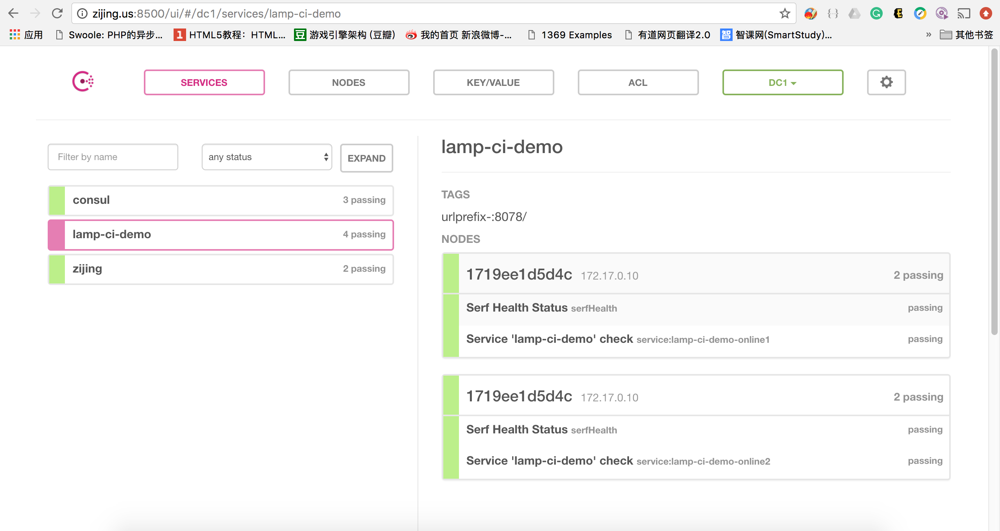 zijing.us:8500/ui/#/dc1/services/lamp-ci-demo
应用 Swoole: PHP的异步... HTML5教程：HTML... 游戏引擎架构 (豆瓣) 我的首页 新浪微博-... 1369 Examples 有道网页翻译2.0 智课网(SmartStudy)... » 其他书签
SERVICES NODES KEY/VALUE ACL DC1
Filter by name any status EXPAND
consul 3 passing
lamp-ci-demo 4 passing
zijing 2 passing
lamp-ci-demo
TAGS
urlprefix-:8078/
NODES
1719ee1d5d4c 172.17.0.10 2 passing
Serf Health Status serfHealth passing
Service 'lamp-ci-demo' check service:lamp-ci-demo-online1 passing
1719ee1d5d4c 172.17.0.10 2 passing
Serf Health Status serfHealth passing
Service 'lamp-ci-demo' check service:lamp-ci-demo-online2 passing